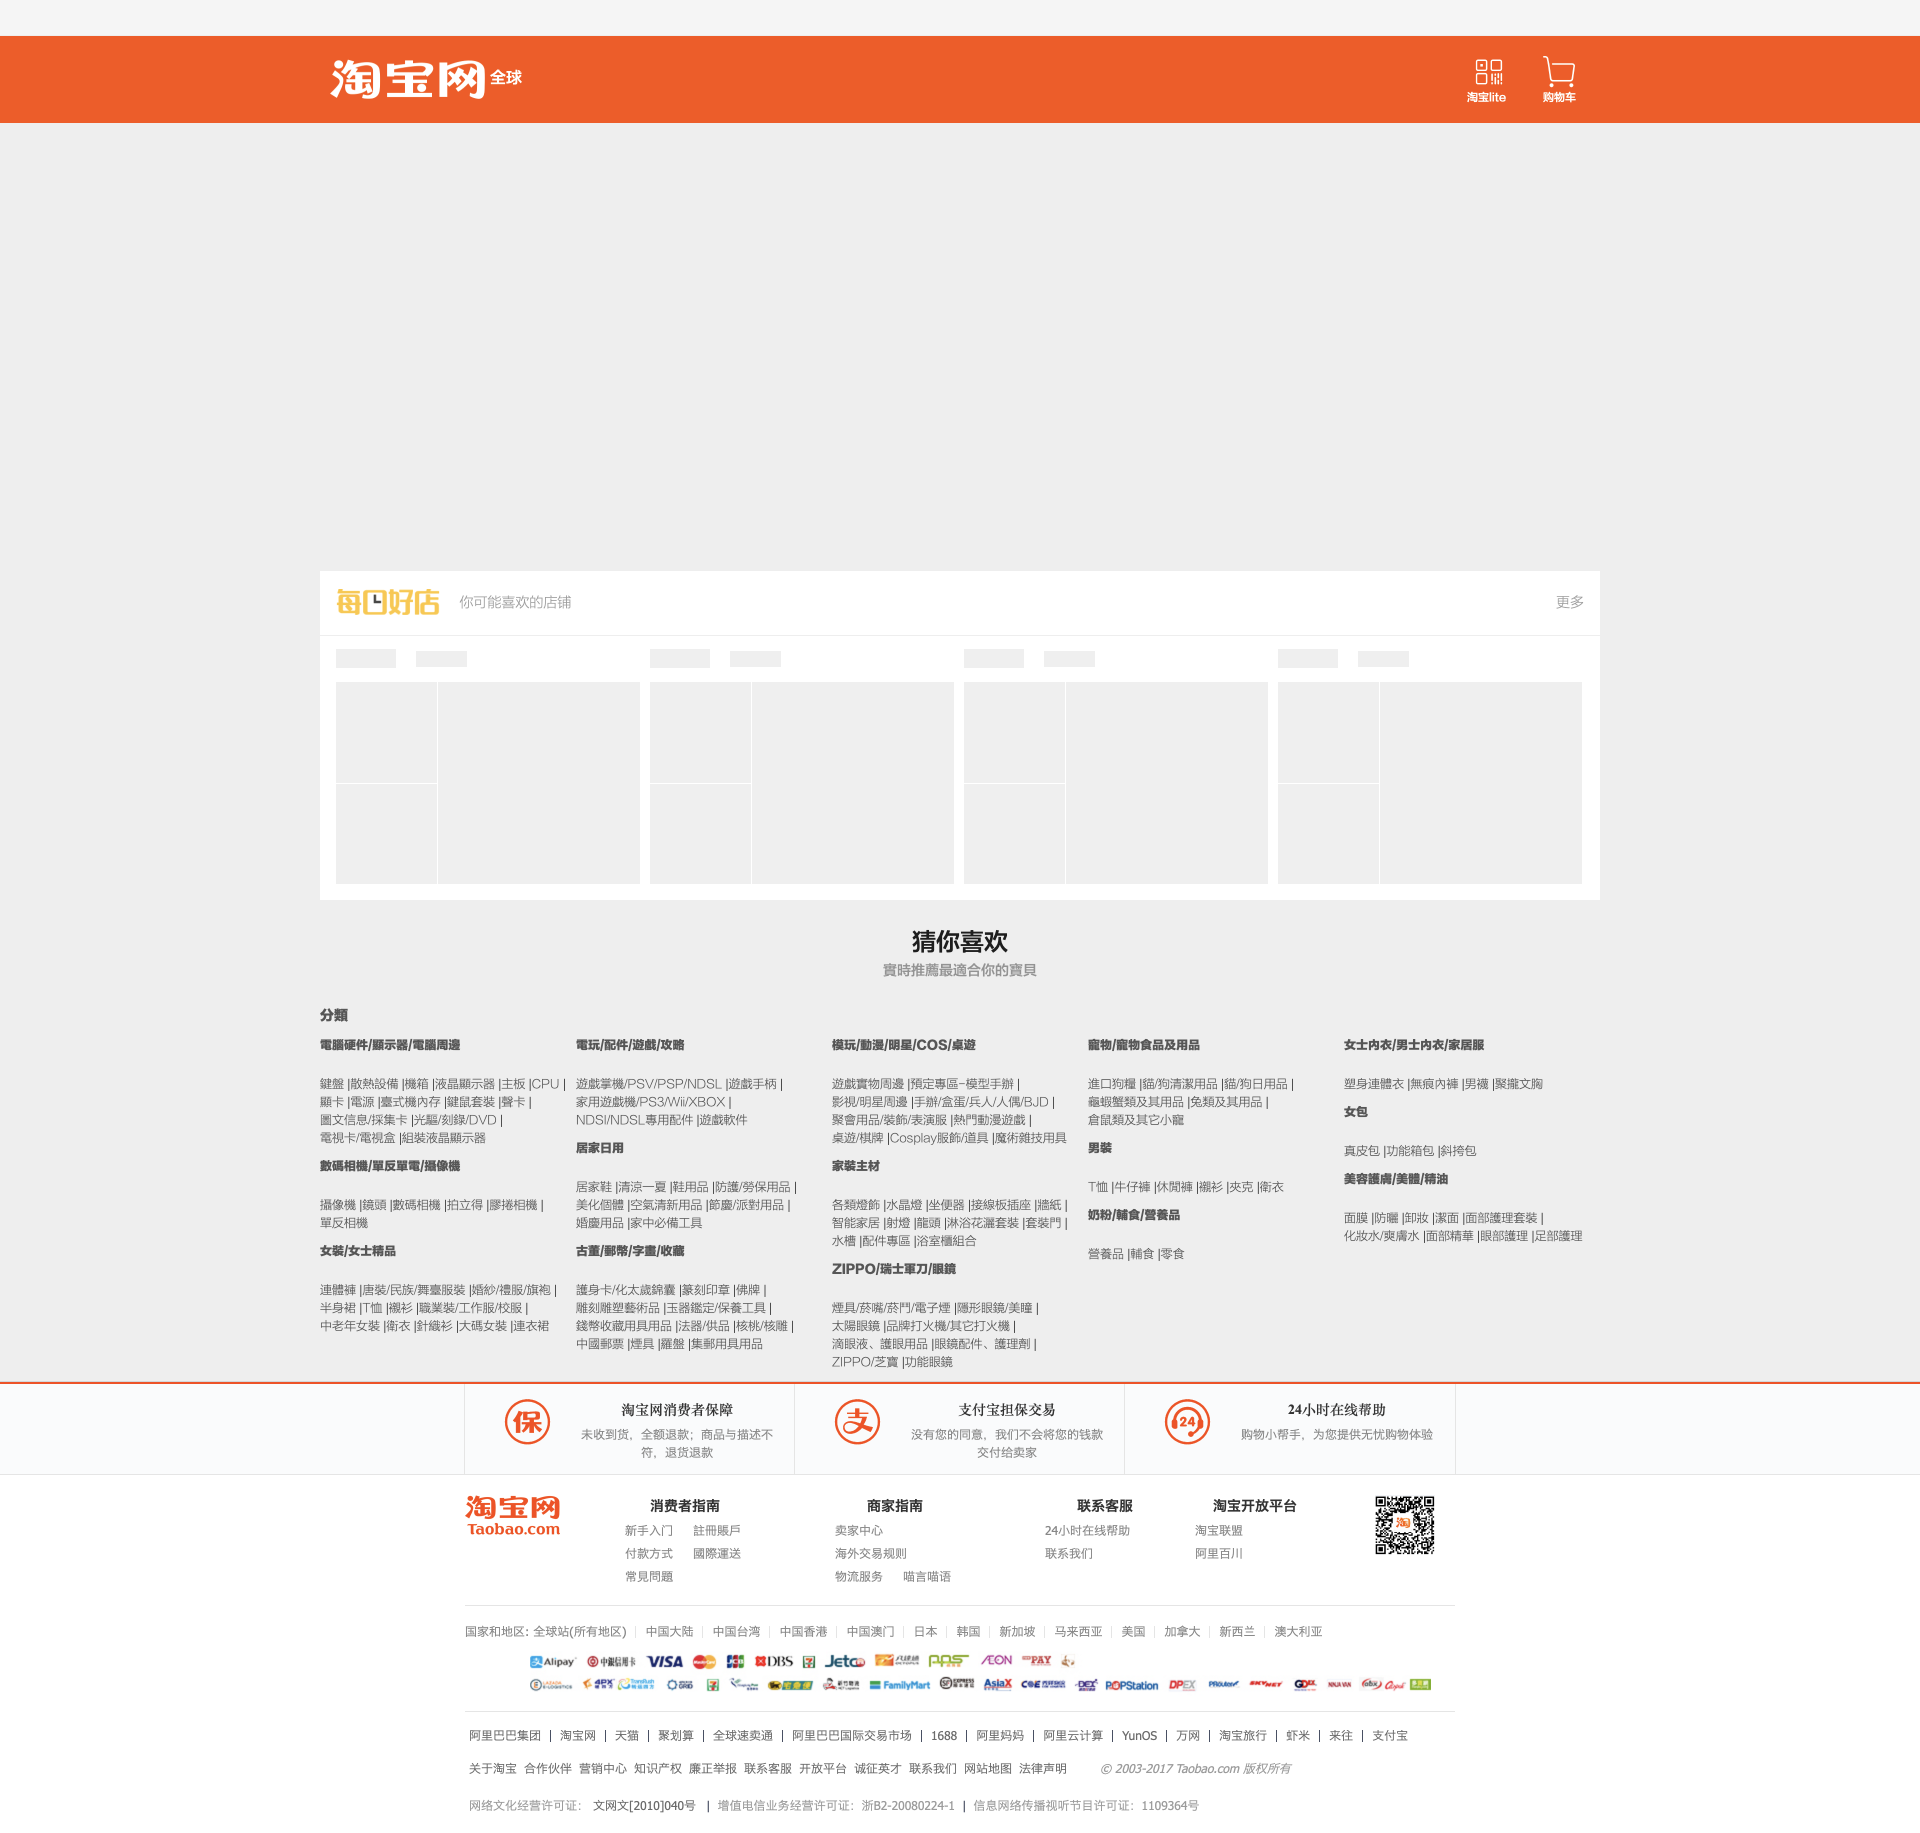 淘宝网 全球
淘宝lite 购物车
每日好店 你可能喜欢的店铺 更多
猜你喜欢
實時推薦最適合你的寶貝
分類
電腦硬件/顯示器/電腦周邊
鍵盤 |散熱設備 |機箱 |液晶顯示器 |主板 |CPU |
顯卡 |電源 |臺式機內存 |鍵鼠套裝 |聲卡 |
圖文信息/採集卡 |光驅/刻錄/DVD |
電視卡/電視盒 |組裝液晶顯示器
數碼相機/單反單電/攝像機
攝像機 |鏡頭 |數碼相機 |拍立得 |膠捲相機 |
單反相機
女裝/女士精品
連體褲 |唐裝/民族/舞臺服裝 |婚紗/禮服/旗袍 |
半身裙 |T恤 |襯衫 |職業裝/工作服/校服 |
中老年女裝 |衛衣 |針織衫 |大碼女裝 |連衣裙
電玩/配件/遊戲/攻略
遊戲掌機/PSV/PSP/NDSL |遊戲手柄 |
家用遊戲機/PS3/Wii/XBOX |
NDSI/NDSL專用配件 |遊戲軟件
居家日用
居家鞋 |清涼一夏 |鞋用品 |防護/勞保用品 |
美化個體 |空氣清新用品 |節慶/派對用品 |
婚慶用品 |家中必備工具
古董/郵幣/字畫/收藏
護身卡/化太歲錦囊 |篆刻印章 |佛牌 |
雕刻雕塑藝術品 |玉器鑑定/保養工具 |
錢幣收藏用具用品 |法器/供品 |核桃/核雕 |
中國郵票 |煙具 |羅盤 |集郵用具用品
模玩/動漫/明星/COS/桌遊
遊戲實物周邊 |預定專區-模型手辦 |
影視/明星周邊 |手辦/盒蛋/兵人/人偶/BJD |
聚會用品/裝飾/表演服 |熱門動漫遊戲 |
桌遊/棋牌 |Cosplay服飾/道具 |魔術雜技用具
家裝主材
各類燈飾 |水晶燈 |坐便器 |接線板插座 |牆紙 |
智能家居 |射燈 |龍頭 |淋浴花灑套裝 |套裝門 |
水槽 |配件專區 |浴室櫃組合
ZIPPO/瑞士軍刀/眼鏡
煙具/菸嘴/菸鬥/電子煙 |隱形眼鏡/美瞳 |
太陽眼鏡 |品牌打火機/其它打火機 |
滴眼液、護眼用品 |眼鏡配件、護理劑 |
ZIPPO/芝寶 |功能眼鏡
寵物/寵物食品及用品
進口狗糧 |貓/狗清潔用品 |貓/狗日用品 |
龜蝦蟹類及其用品 |兔類及其用品 |
倉鼠類及其它小寵
男裝
T恤 |牛仔褲 |休閒褲 |襯衫 |夾克 |衛衣
奶粉/輔食/營養品
營養品 |輔食 |零食
女士內衣/男士內衣/家居服
塑身連體衣 |無痕內褲 |男襪 |聚攏文胸
女包
真皮包 |功能箱包 |斜挎包
美容護膚/美體/精油
面膜 |防曬 |卸妝 |潔面 |面部護理套裝 |
化妝水/爽膚水 |面部精華 |眼部護理 |足部護理
保 淘宝网消费者保障
未收到货，全额退款；商品与描述不
符，退货退款
支 支付宝担保交易
没有您的同意，我们不会将您的钱款
交付给卖家
24 24小时在线帮助
购物小帮手，为您提供无忧购物体验
淘宝网
Taobao.com
消费者指南
新手入门 註冊賬戶
付款方式 國際運送
常見問題
商家指南
卖家中心
海外交易规则
物流服务 喵言喵语
联系客服
24小时在线帮助
联系我们
淘宝开放平台
淘宝联盟
阿里百川
淘
国家和地区: 全球站(所有地区) 中国大陆 中国台湾 中国香港 中国澳门 日本 韩国 新加坡 马来西亚 美国 加拿大 新西兰 澳大利亚
支Alipay 中銀信用卡 VISA MasterCard JCB DBS 7 Jetco 八達通 PPS ÆON PAY
4PX 7 FamilyMart SF EXPRESS AsiaX COE DEX POPStation DPEX SKYNET GDEX NINJA VAN
阿里巴巴集团 | 淘宝网 | 天猫 | 聚划算 | 全球速卖通 | 阿里巴巴国际交易市场 | 1688 | 阿里妈妈 | 阿里云计算 | YunOS | 万网 | 淘宝旅行 | 虾米 | 来往 | 支付宝
关于淘宝 合作伙伴 营销中心 知识产权 廉正举报 联系客服 开放平台 诚征英才 联系我们 网站地图 法律声明 © 2003-2017 Taobao.com 版权所有
网络文化经营许可证： 文网文[2010]040号 | 增值电信业务经营许可证：浙B2-20080224-1 | 信息网络传播视听节目许可证：1109364号